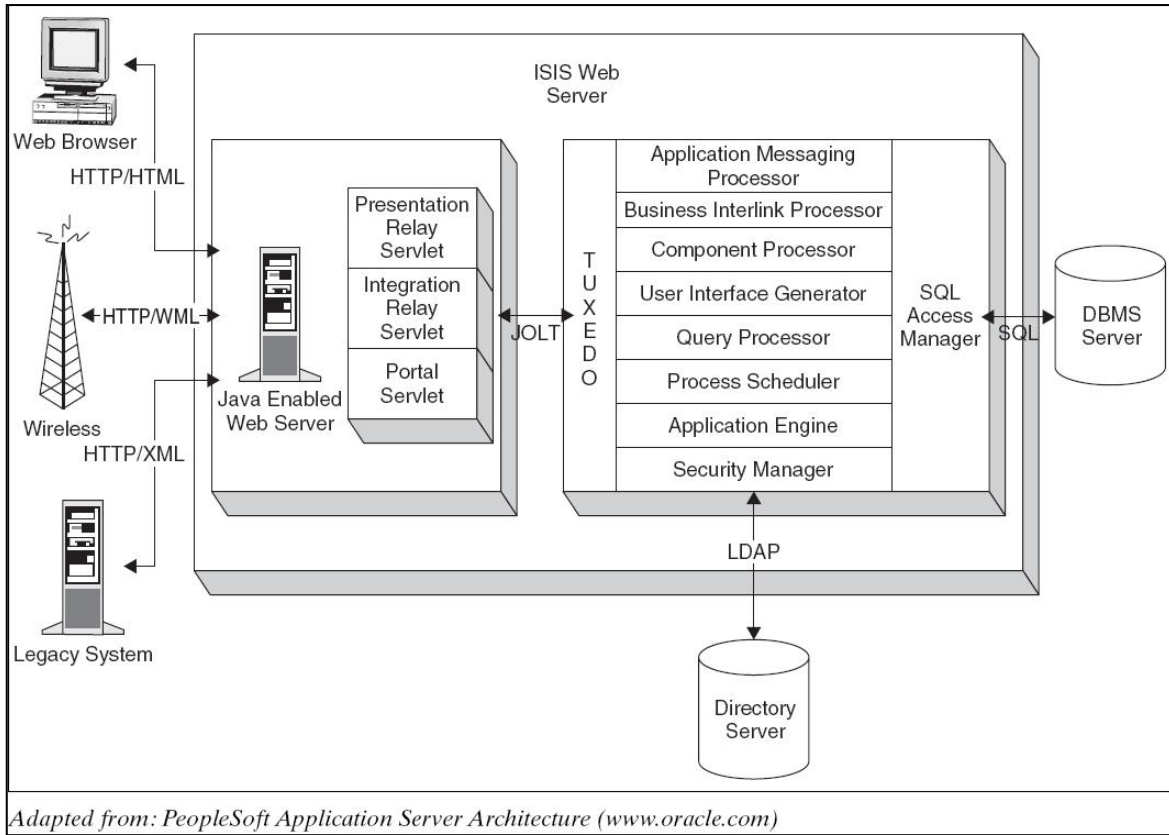 ISIS Web
Server
Web Browser
HTTP/HTML
Wireless
HTTP/WML
HTTP/XML
Legacy System
Java Enabled
Web Server
Presentation
Relay
Servlet
Integration
Relay
Servlet
Portal
Servlet
JOLT
TUXEDO
Application Messaging
Processor
Business Interlink Processor
Component Processor
User Interface Generator
Query Processor
Process Scheduler
Application Engine
Security Manager
SQL
Access
Manager
SQL
DBMS
Server
LDAP
Directory
Server
Adapted from: PeopleSoft Application Server Architecture (www.oracle.com)